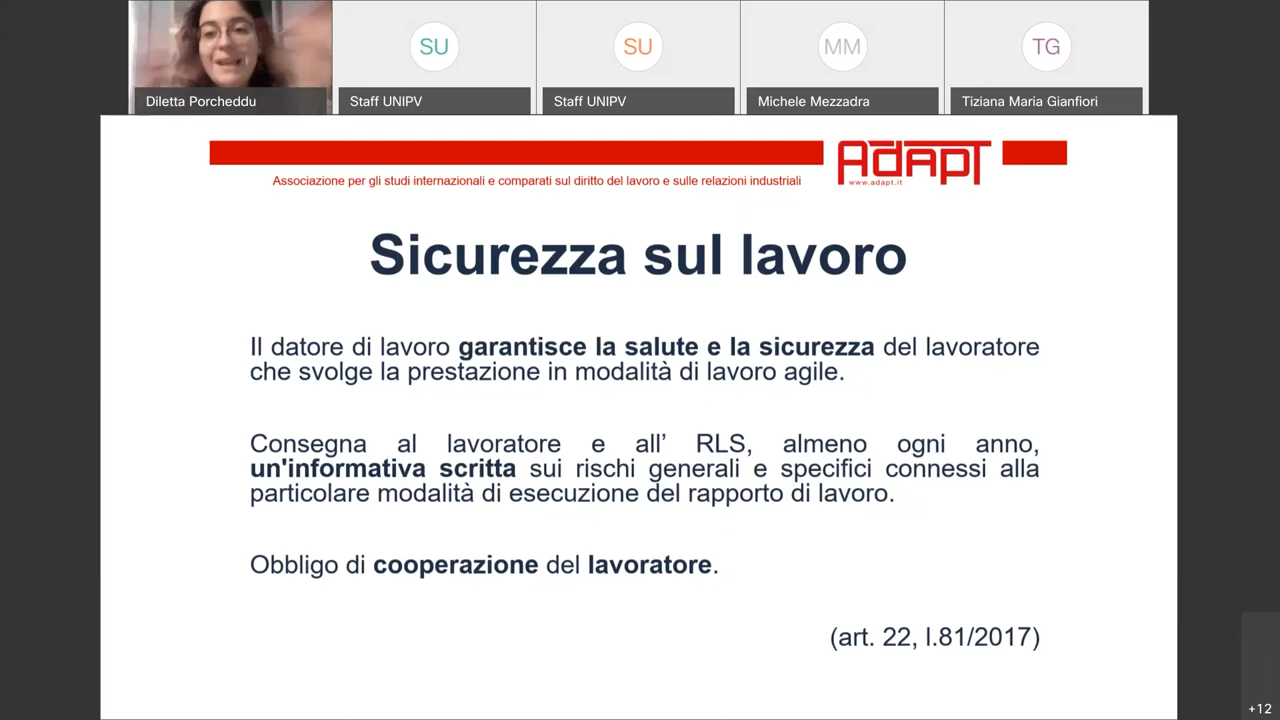 SU
SU
MM
TG
Diletta Porcheddu
Staff UNIPV
Staff UNIPV
Michele Mezzadra
Tiziana Maria Gianfiori
ADAPT
www.adapt.it
Associazione per gli studi internazionali e comparati sul diritto del lavoro e sulle relazioni industriali
Sicurezza sul lavoro
Il datore di lavoro garantisce la salute e la sicurezza del lavoratore
che svolge la prestazione in modalità di lavoro agile.
Consegna al lavoratore e all’ RLS, almeno ogni anno,
un'informativa scritta sui rischi generali e specifici connessi alla
particolare modalità di esecuzione del rapporto di lavoro.
Obbligo di cooperazione del lavoratore.
(art. 22, l.81/2017)
+12